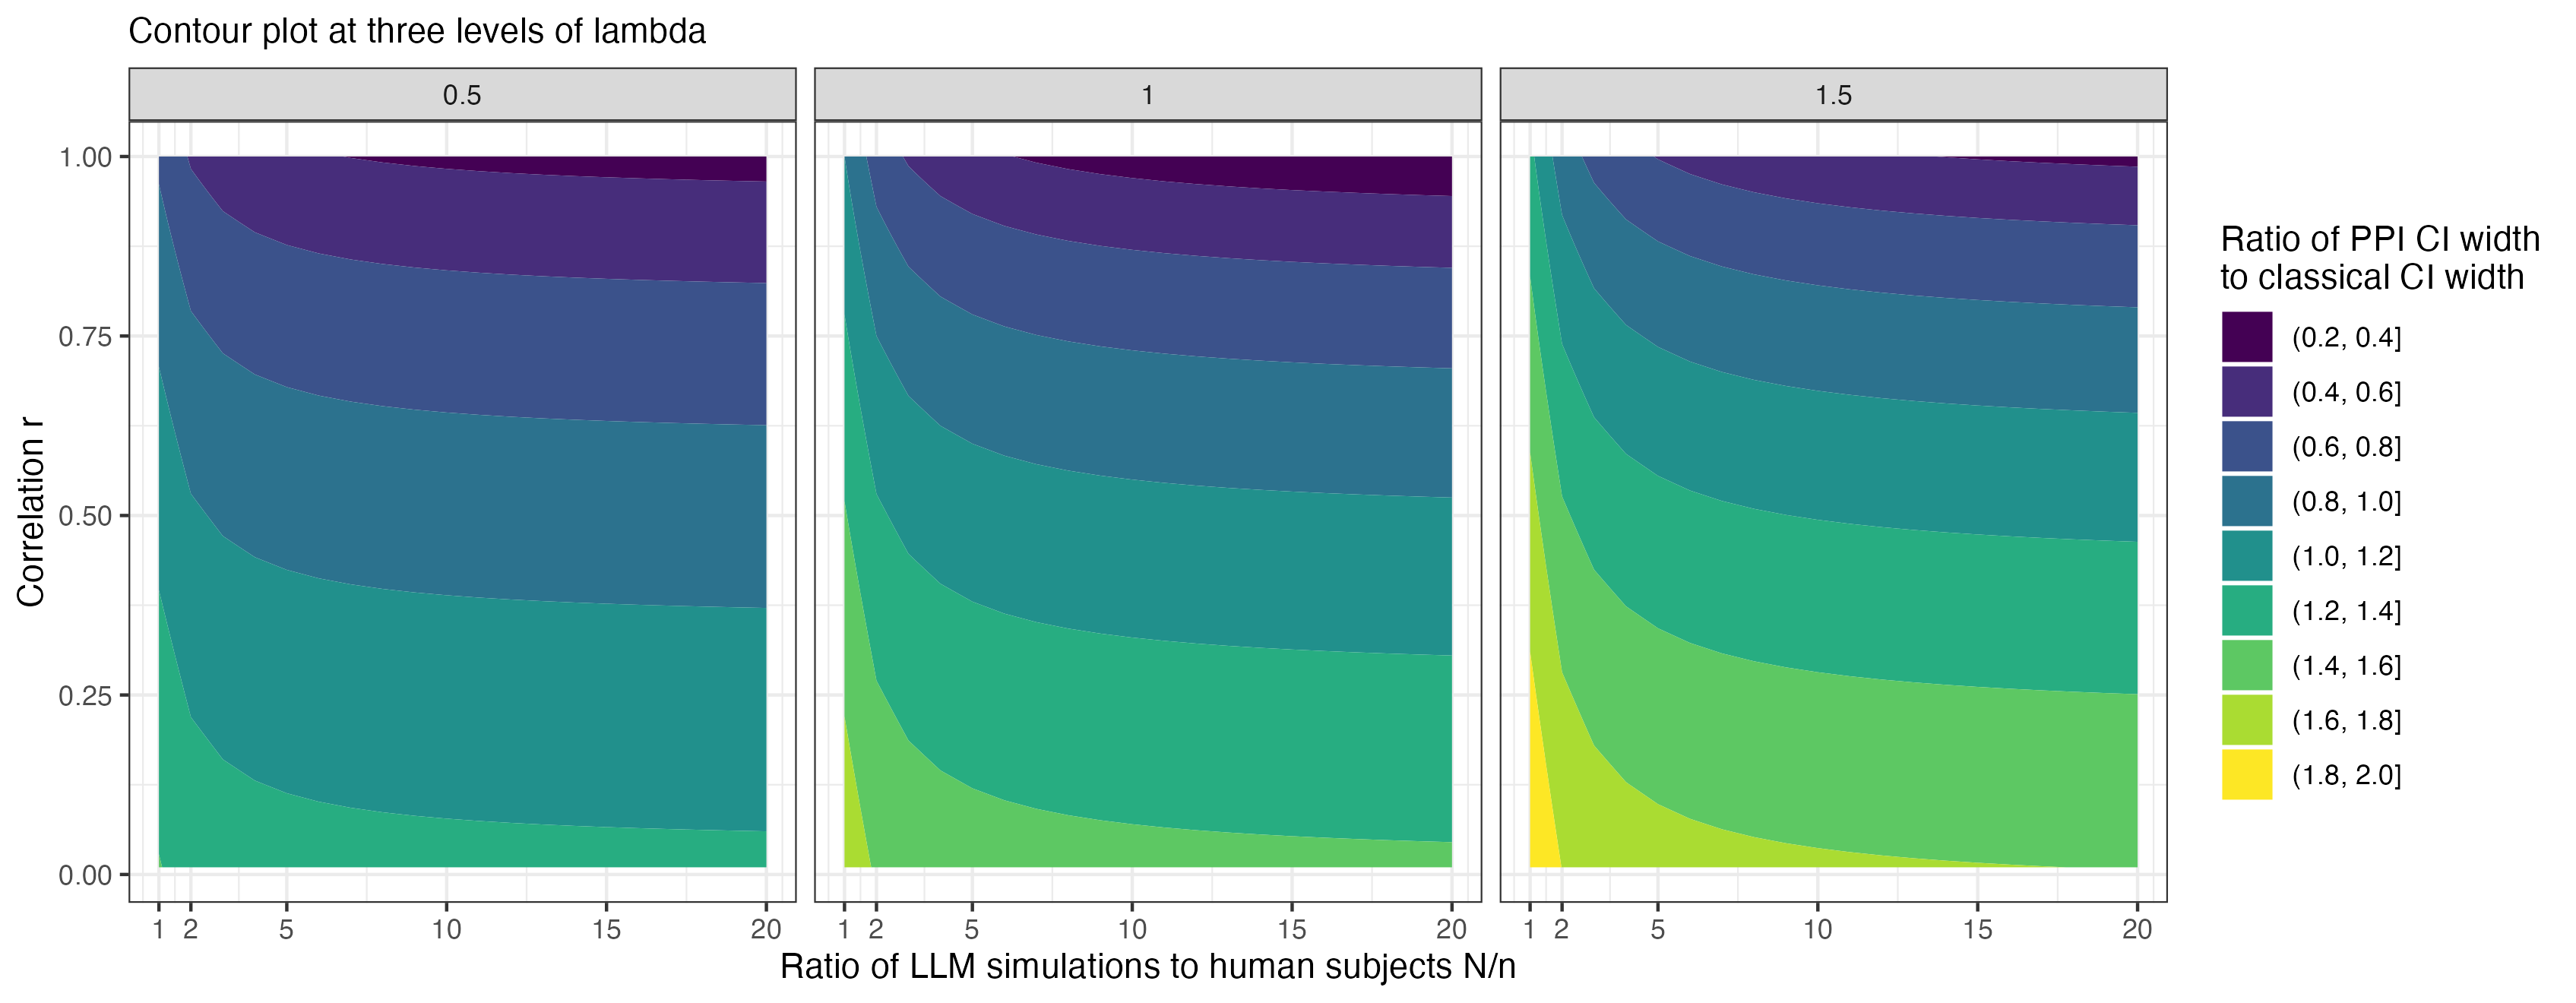 Contour plot at three levels of lambda
0.5
1
1.5
1.00
0.75
0.50
0.25
0.00
Correlation r
1 2 5 10 15 20
1 2 5 10 15 20
1 2 5 10 15 20
Ratio of LLM simulations to human subjects N/n
Ratio of PPI CI width
to classical CI width
(0.2, 0.4]
(0.4, 0.6]
(0.6, 0.8]
(0.8, 1.0]
(1.0, 1.2]
(1.2, 1.4]
(1.4, 1.6]
(1.6, 1.8]
(1.8, 2.0]